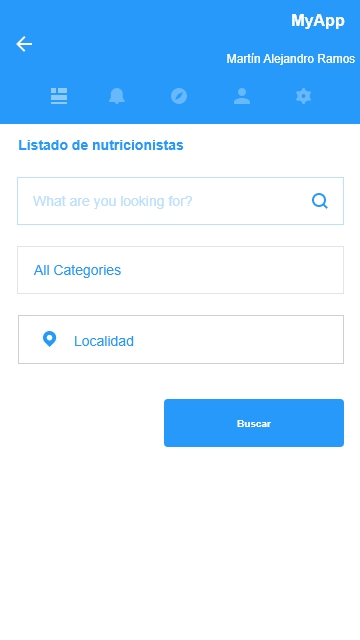 MyApp
Martín Alejandro Ramos
Listado de nutricionistas
What are you looking for?
All Categories
Localidad
Buscar